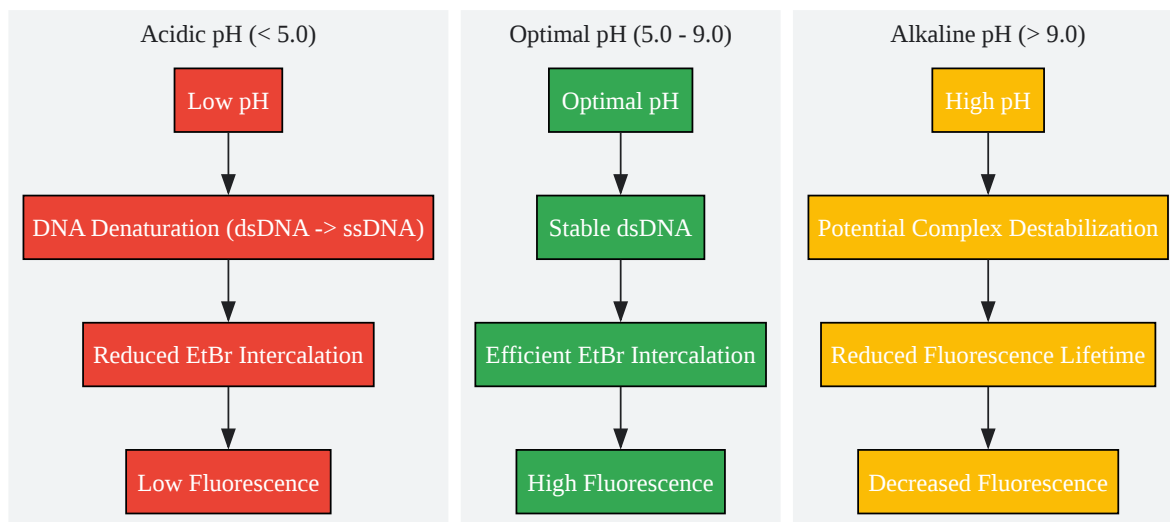 Acidic pH (< 5.0)
Low pH
DNA Denaturation (dsDNA -> ssDNA)
Reduced EtBr Intercalation
Low Fluorescence
Optimal pH (5.0 - 9.0)
Optimal pH
Stable dsDNA
Efficient EtBr Intercalation
High Fluorescence
Alkaline pH (> 9.0)
High pH
Potential Complex Destabilization
Reduced Fluorescence Lifetime
Decreased Fluorescence